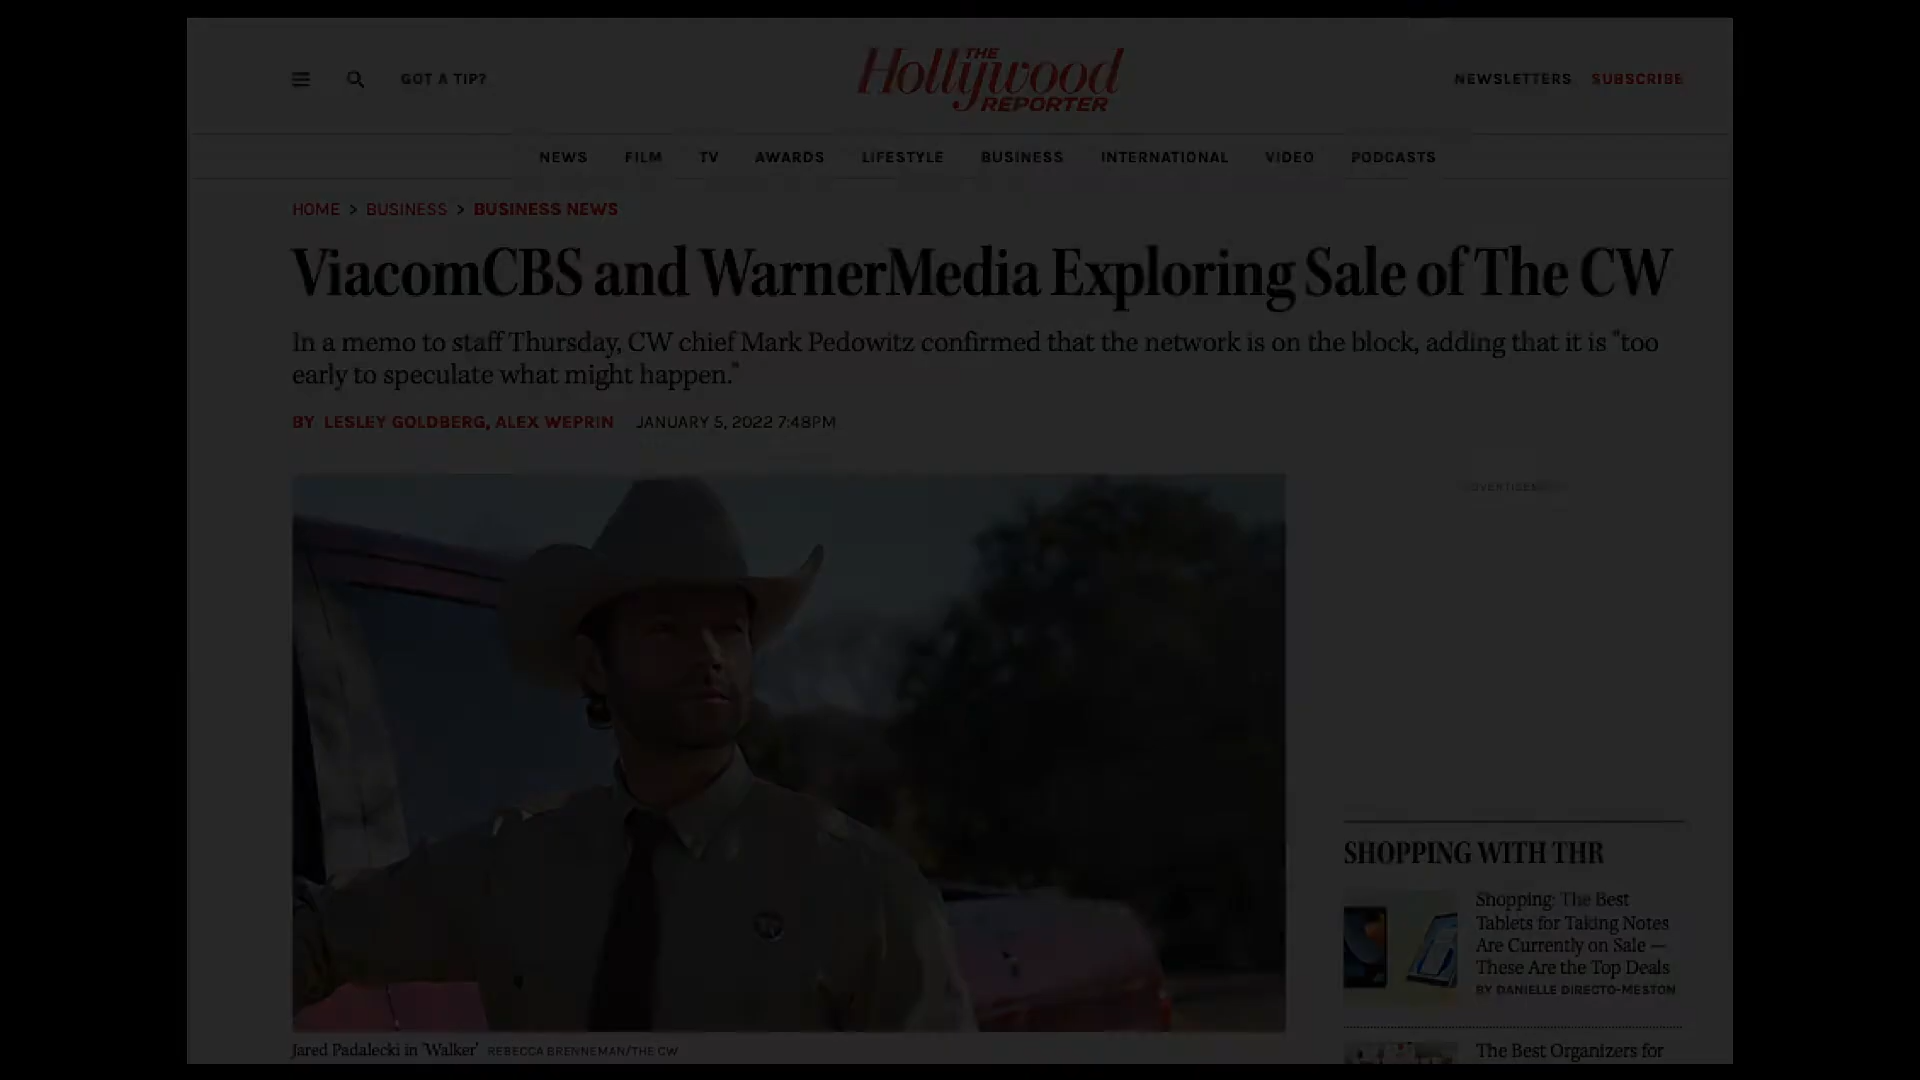 GOT A TIP?
THE
Hollywood
REPORTER
NEWSLETTERS SUBSCRIBE
NEWS FILM TV AWARDS LIFESTYLE BUSINESS INTERNATIONAL VIDEO PODCASTS
HOME > BUSINESS > BUSINESS NEWS
ViacomCBS and WarnerMedia Exploring Sale of The CW
In a memo to staff Thursday, CW chief Mark Pedowitz confirmed that the network is on the block, adding that it is "too
early to speculate what might happen."
BY LESLEY GOLDBERG, ALEX WEPRIN JANUARY 5, 2022 7:48PM
SHOPPING WITH THR
Shopping: The Best
Tablets for Taking Notes
Are Currently on Sale —
These Are the Top Deals
BY DANIELLE DIRECTO-MESTON
The Best Organizers for
Jared Padalecki in 'Walker' REBECCA BRENNEMAN/THE CW